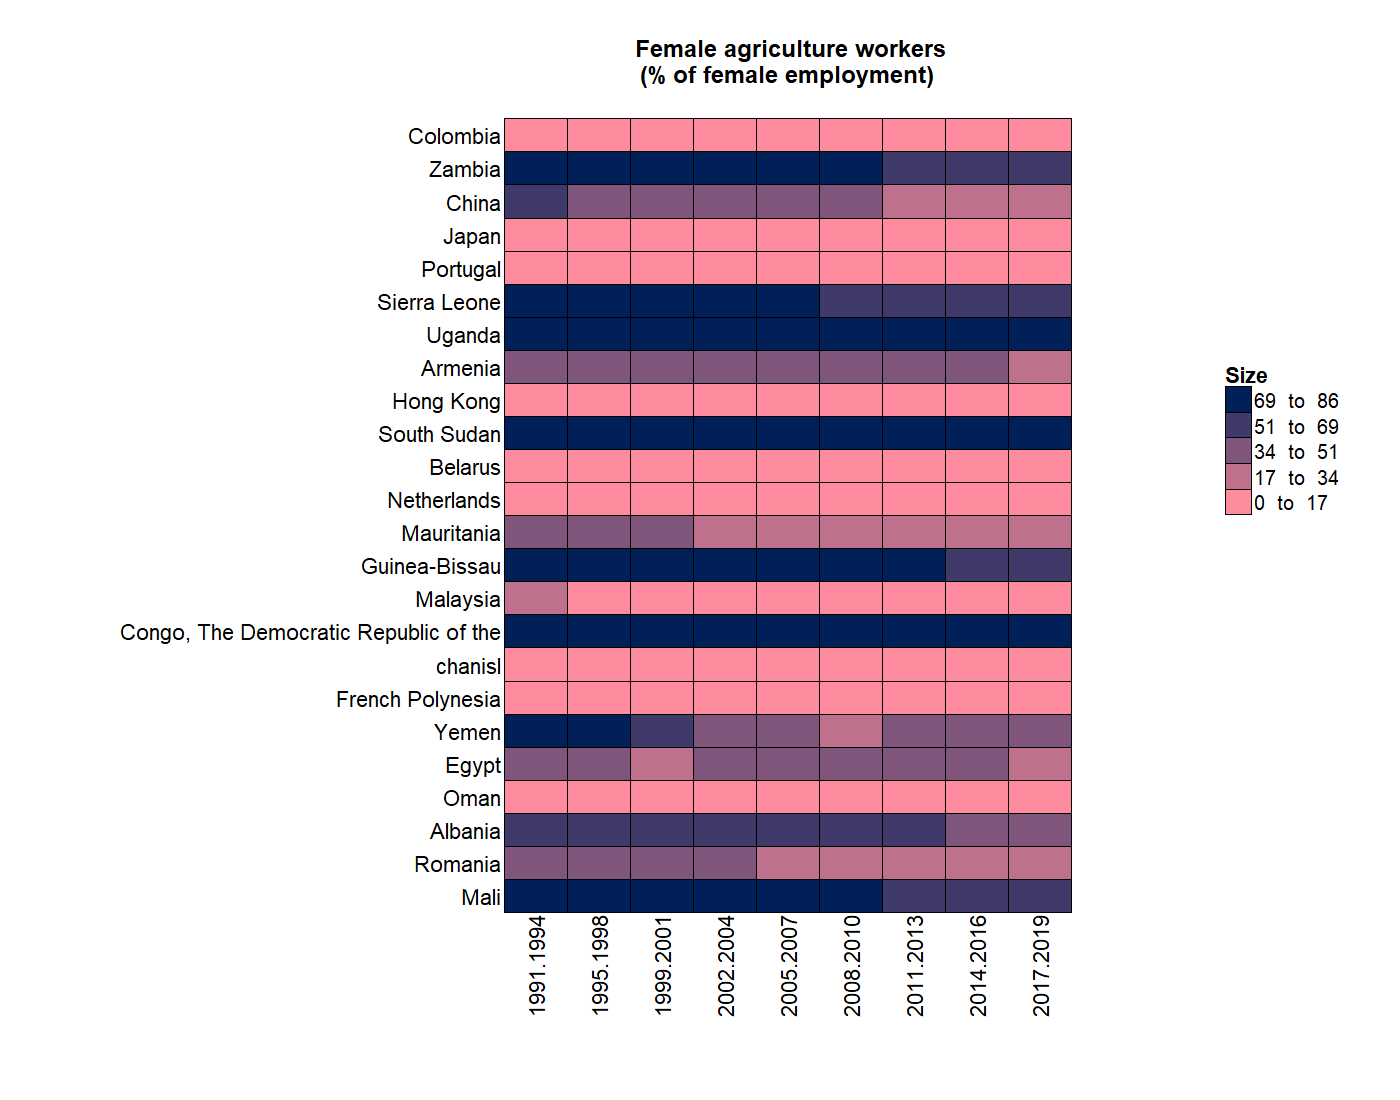 Female agriculture workers
(% of female employment)
Colombia
Zambia
China
Japan
Portugal
Sierra Leone
Uganda
Armenia
Hong Kong
South Sudan
Belarus
Netherlands
Mauritania
Guinea-Bissau
Malaysia
Congo, The Democratic Republic of the
chanisl
French Polynesia
Yemen
Egypt
Oman
Albania
Romania
Mali
1991.1994
1995.1998
1999.2001
2002.2004
2005.2007
2008.2010
2011.2013
2014.2016
2017.2019
Size
69 to 86
51 to 69
34 to 51
17 to 34
0 to 17